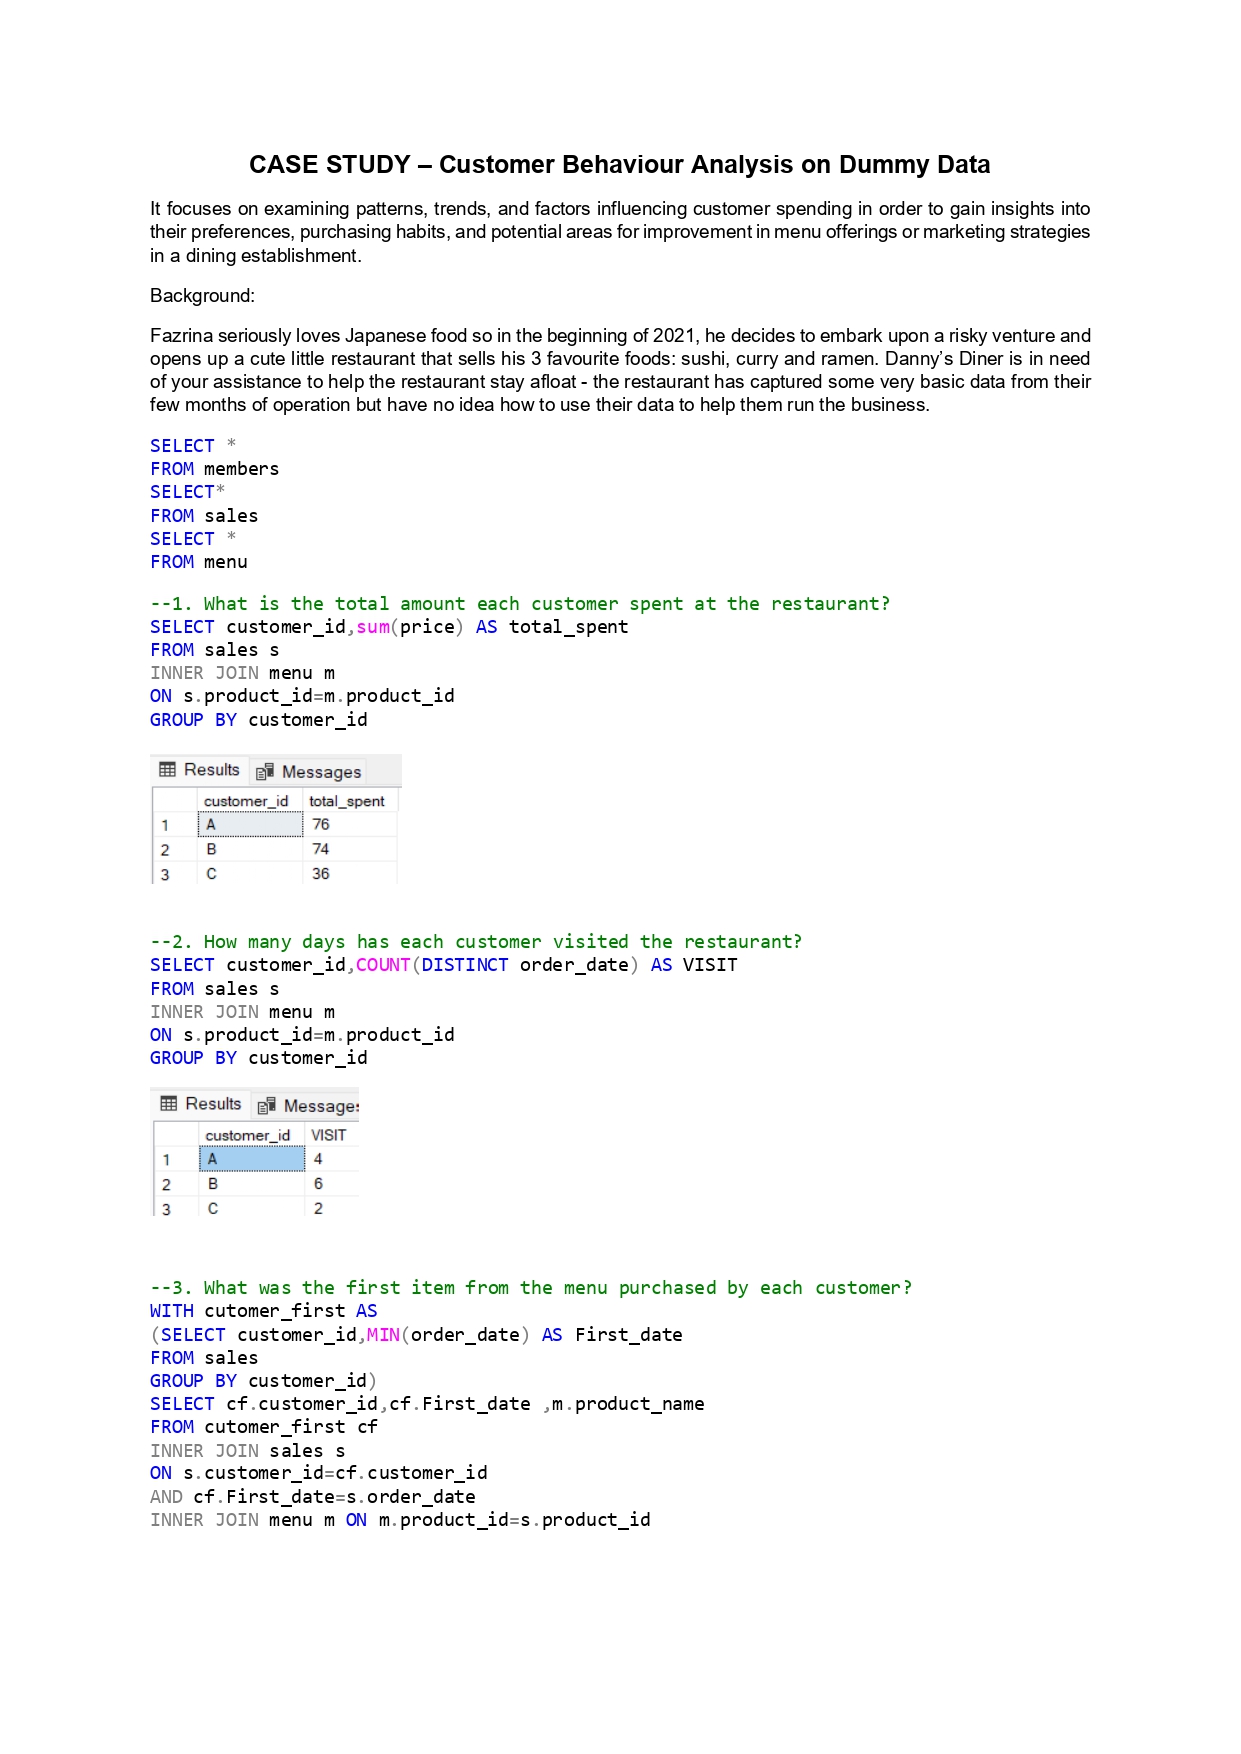 CASE STUDY – Customer Behaviour Analysis on Dummy Data
It focuses on examining patterns, trends, and factors influencing customer spending in order to gain insights into
their preferences, purchasing habits, and potential areas for improvement in menu offerings or marketing strategies
in a dining establishment.
Background:
Fazrina seriously loves Japanese food so in the beginning of 2021, he decides to embark upon a risky venture and
opens up a cute little restaurant that sells his 3 favourite foods: sushi, curry and ramen. Danny’s Diner is in need
of your assistance to help the restaurant stay afloat - the restaurant has captured some very basic data from their
few months of operation but have no idea how to use their data to help them run the business.
SELECT *
FROM members
SELECT*
FROM sales
SELECT *
FROM menu
--1. What is the total amount each customer spent at the restaurant?
SELECT customer_id,sum(price) AS total_spent
FROM sales s
INNER JOIN menu m
ON s.product_id=m.product_id
GROUP BY customer_id
Results Messages
customer_id total_spent
1 A 76
2 B 74
3 C 36
--2. How many days has each customer visited the restaurant?
SELECT customer_id,COUNT(DISTINCT order_date) AS VISIT
FROM sales s
INNER JOIN menu m
ON s.product_id=m.product_id
GROUP BY customer_id
Results Messages
customer_id VISIT
1 A 4
2 B 6
3 C 2
--3. What was the first item from the menu purchased by each customer?
WITH cutomer_first AS
(SELECT customer_id,MIN(order_date) AS First_date
FROM sales
GROUP BY customer_id)
SELECT cf.customer_id,cf.First_date ,m.product_name
FROM cutomer_first cf
INNER JOIN sales s
ON s.customer_id=cf.customer_id
AND cf.First_date=s.order_date
INNER JOIN menu m ON m.product_id=s.product_id